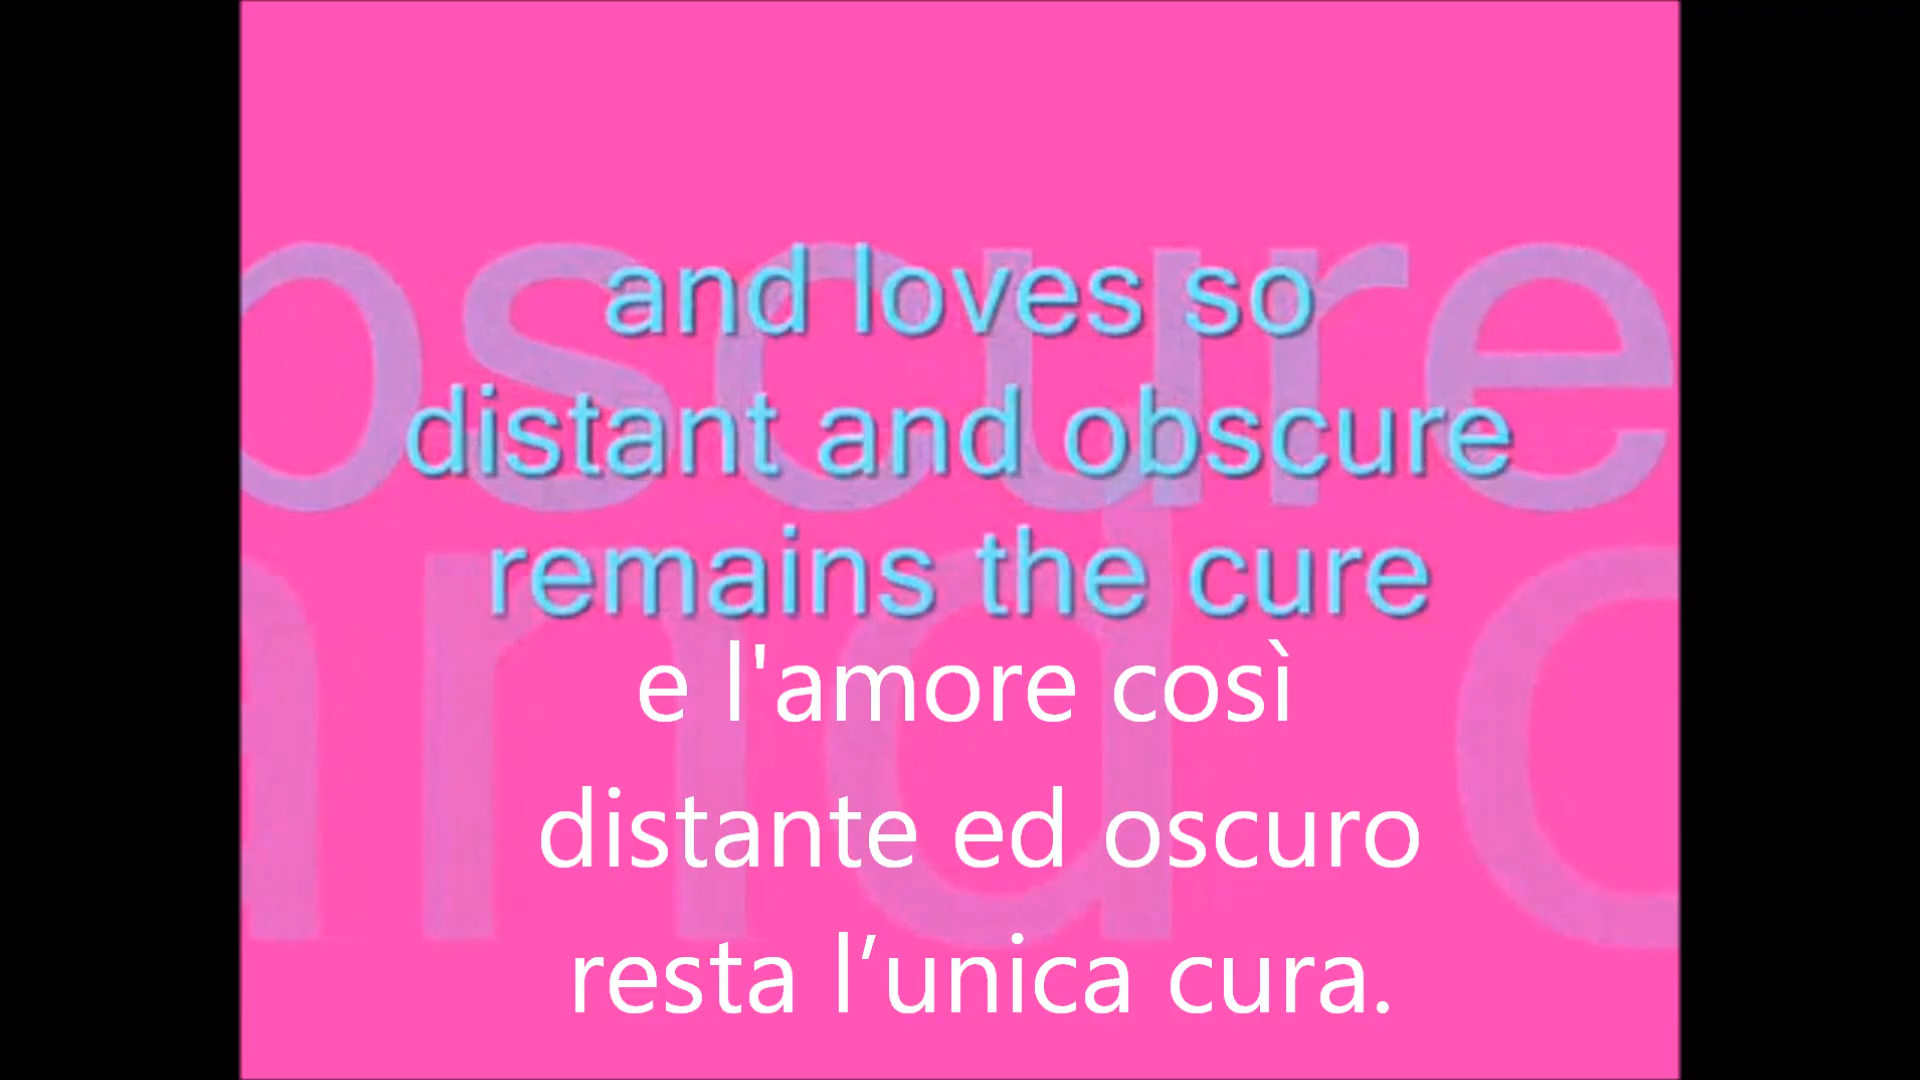 and loves so
distant and obscure
remains the cure
e l'amore così
distante ed oscuro
resta l’unica cura.